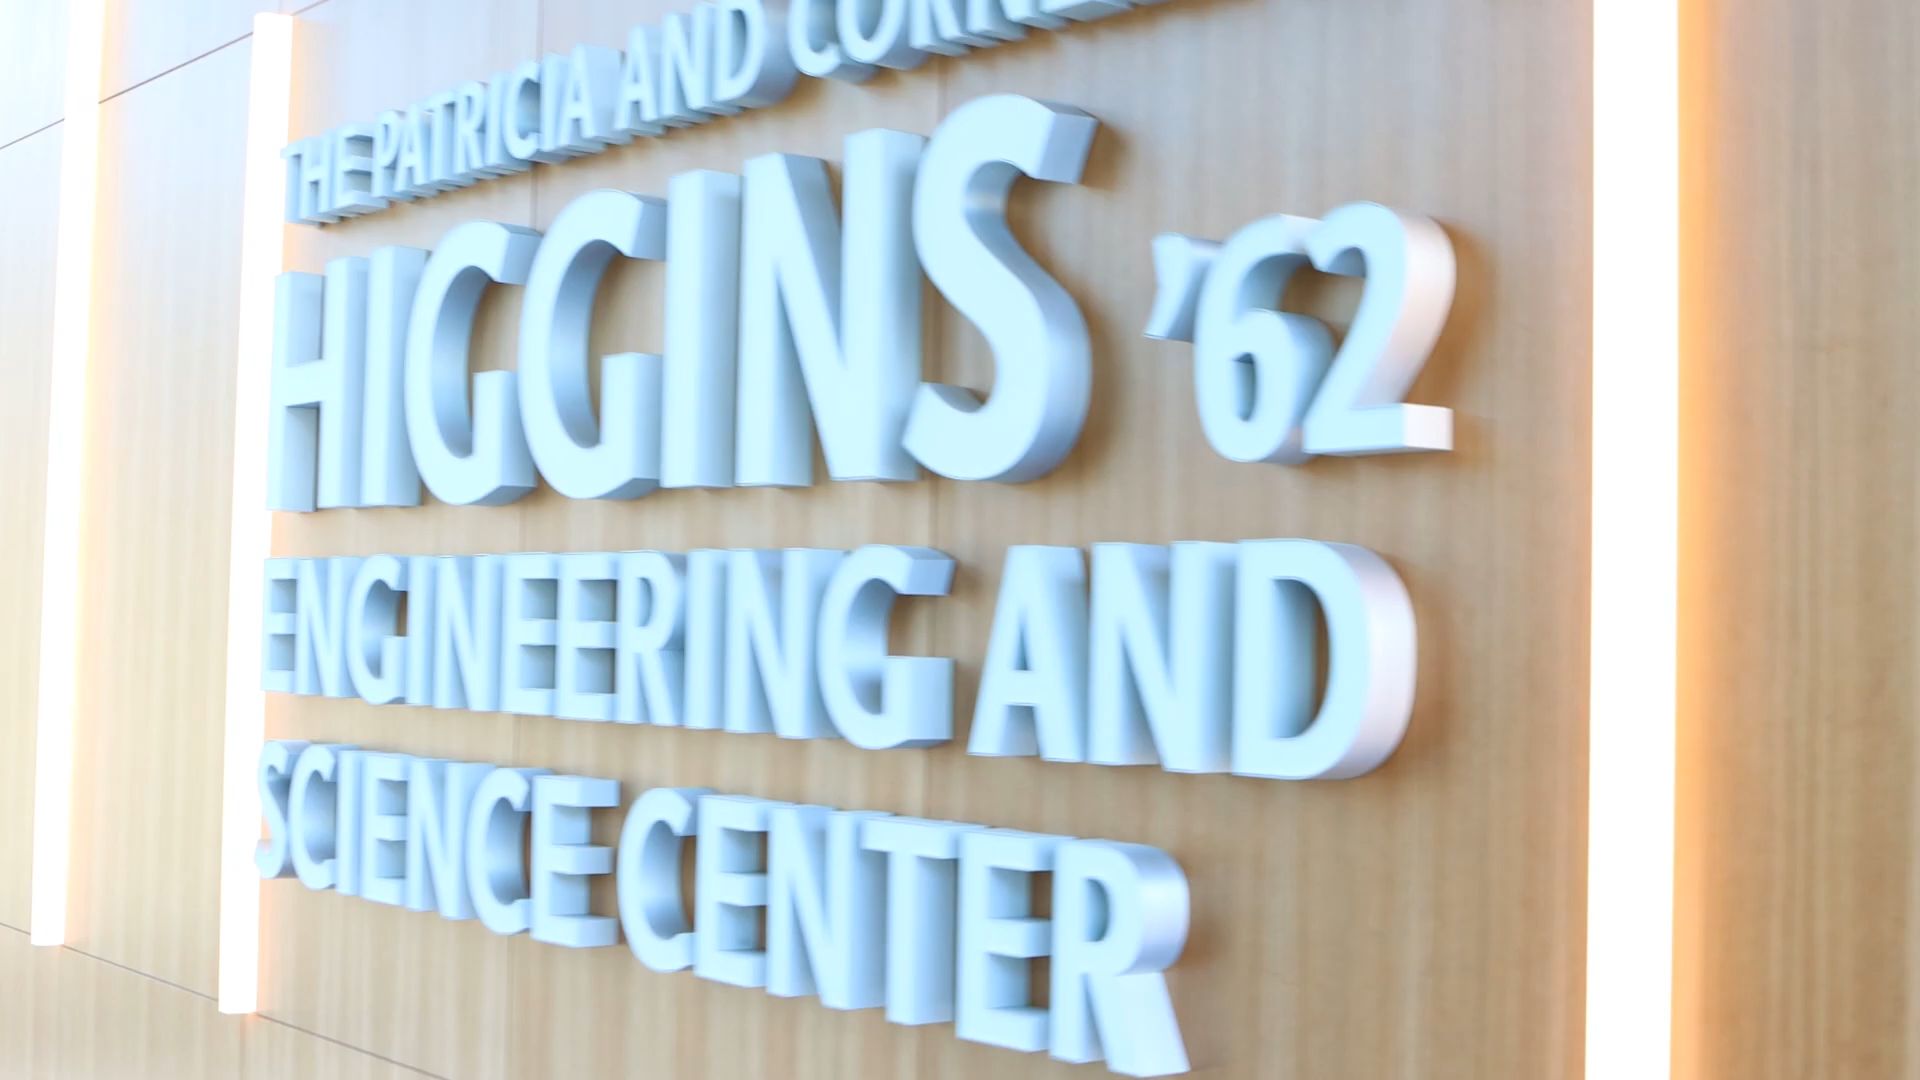 THE PATRICIA AND
HIGGINS '62
ENGINEERING AND
SCIENCE CENTER